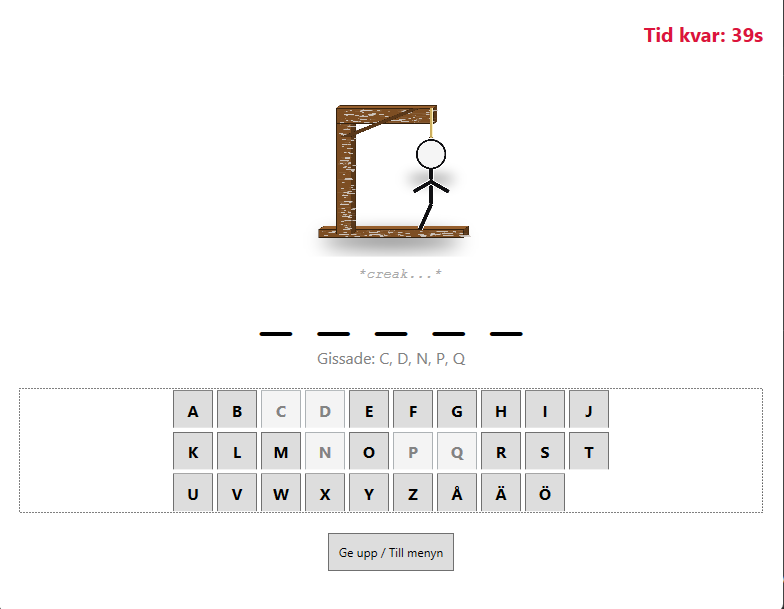 Tid kvar: 39s
*creak...*
Gissade: C, D, N, P, Q
A B C D E F G H I J
K L M N O P Q R S T
U V W X Y Z Å Ä Ö
Ge upp / Till menyn